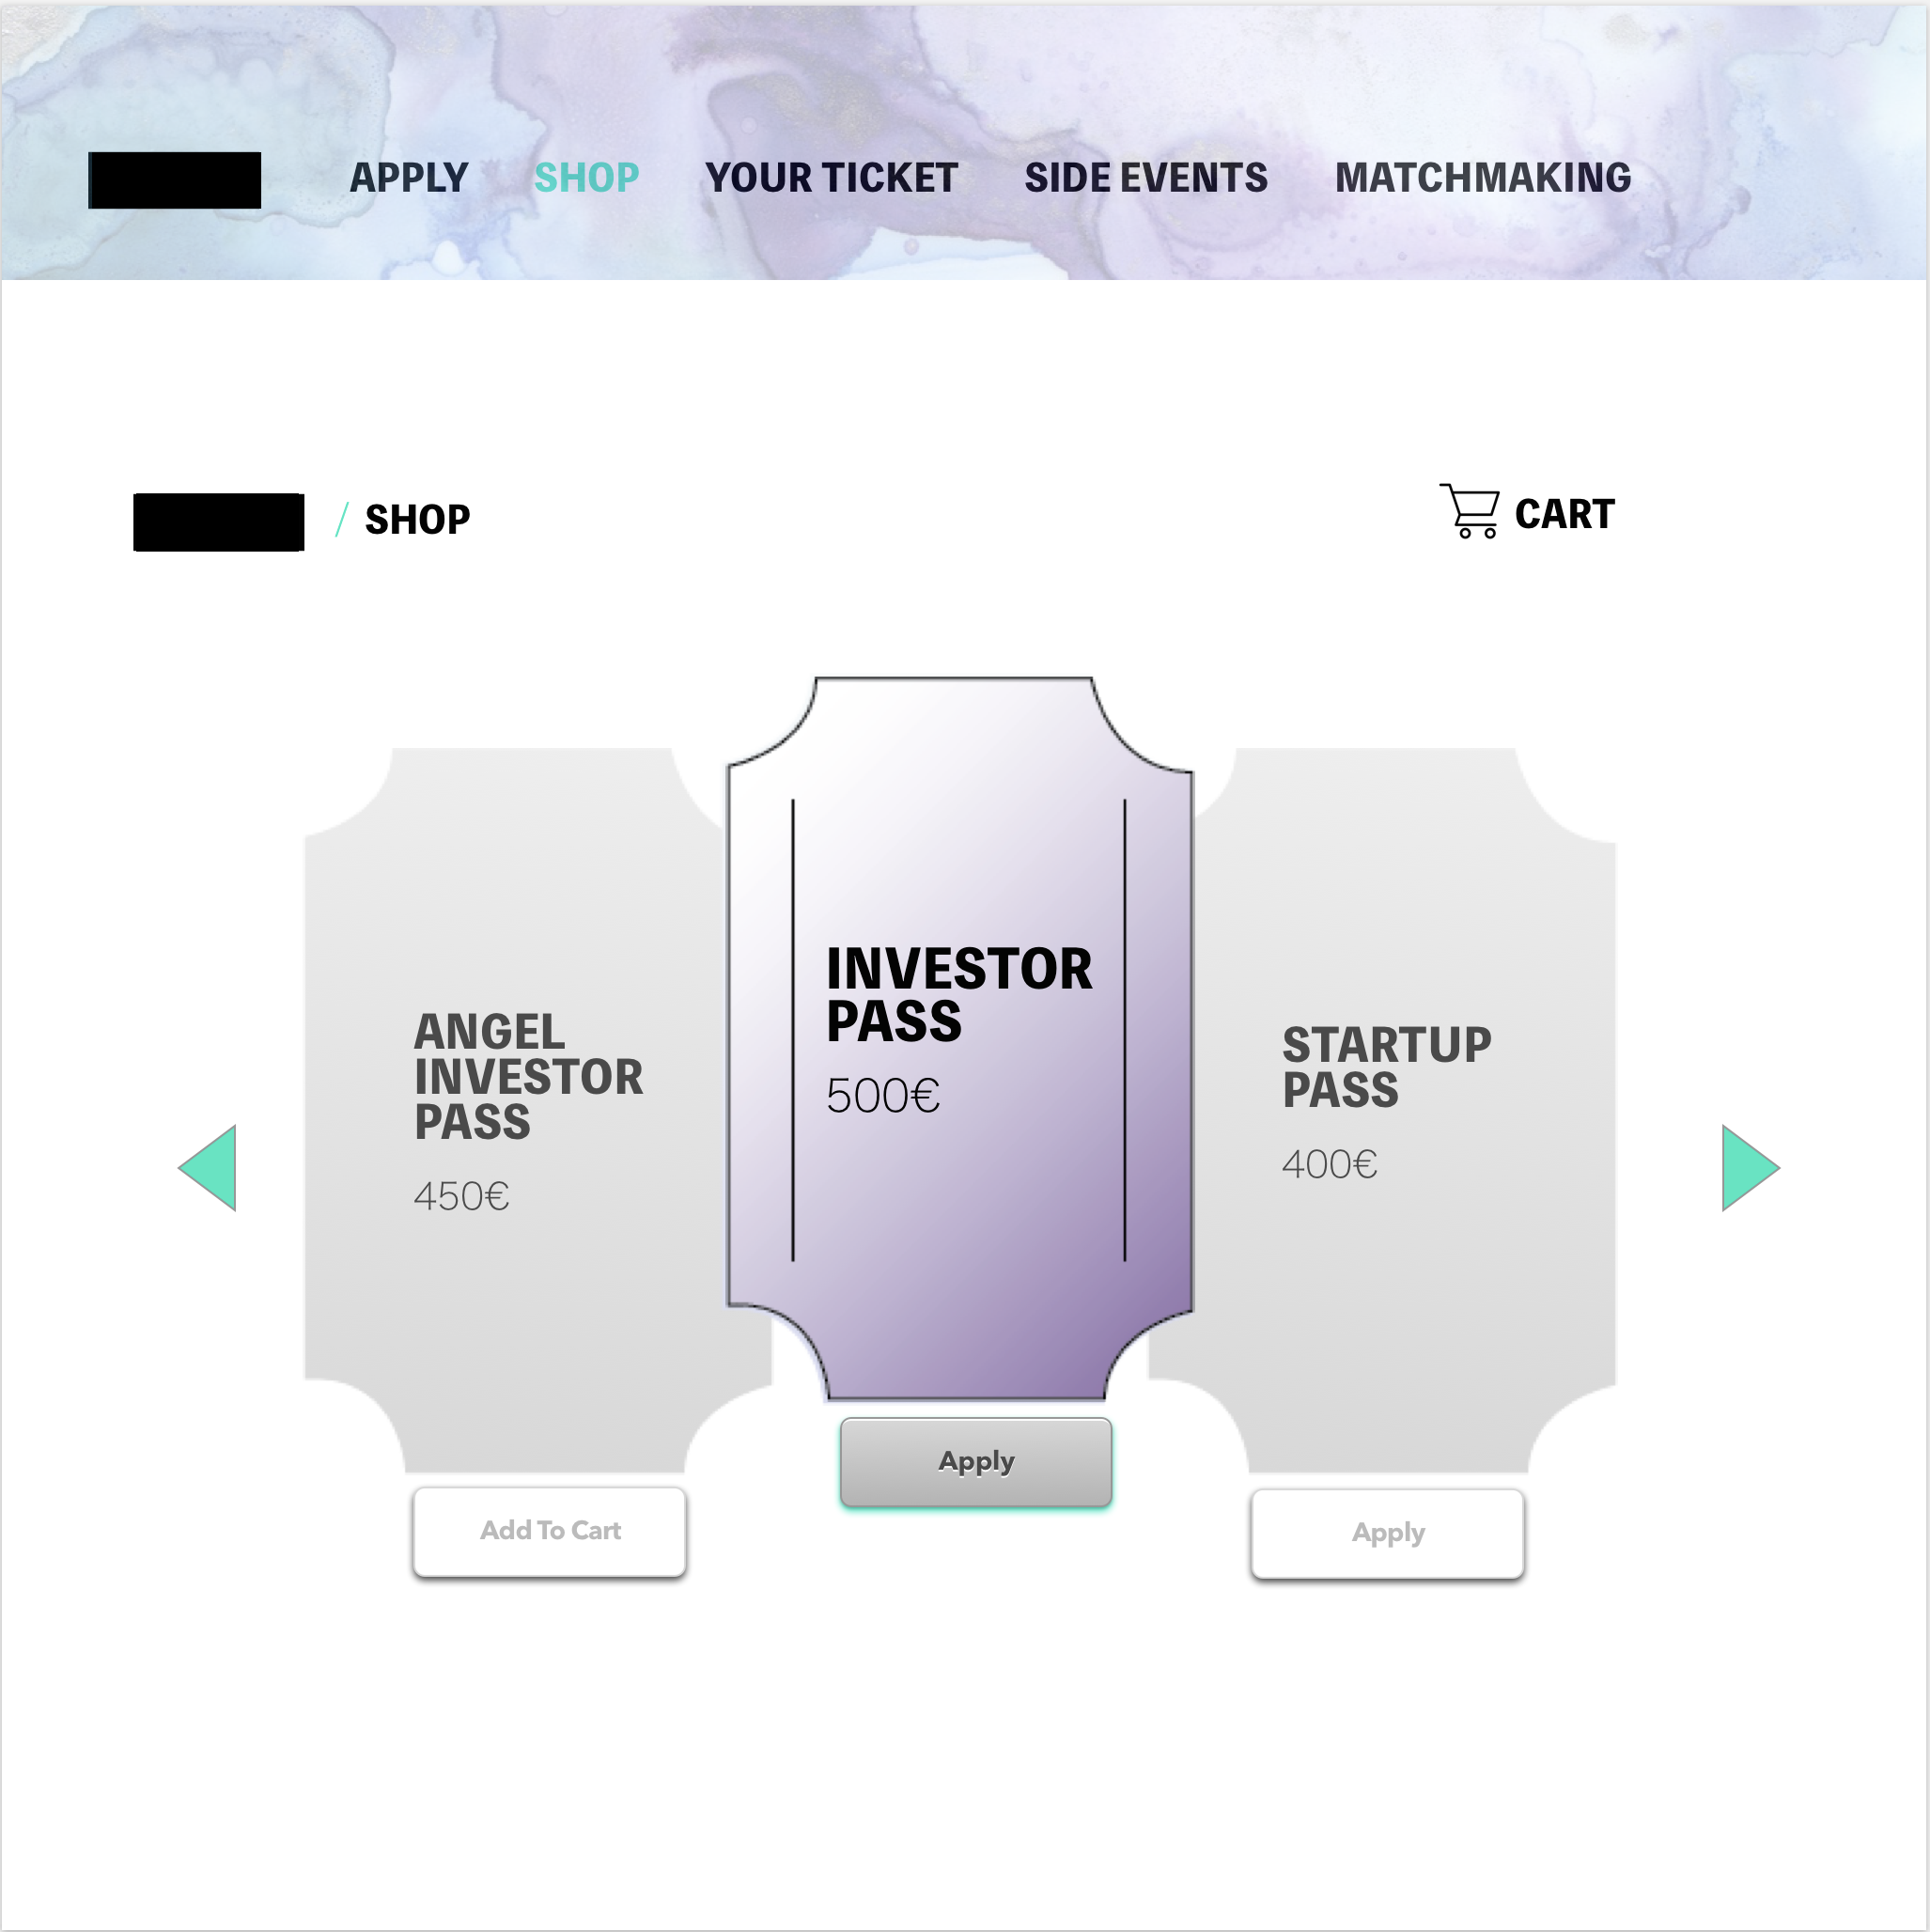 APPLY SHOP YOUR TICKET SIDE EVENTS MATCHMAKING
/ SHOP
CART
ANGEL
INVESTOR
PASS
450€
Add To Cart
INVESTOR
PASS
500€
Apply
STARTUP
PASS
400€
Apply